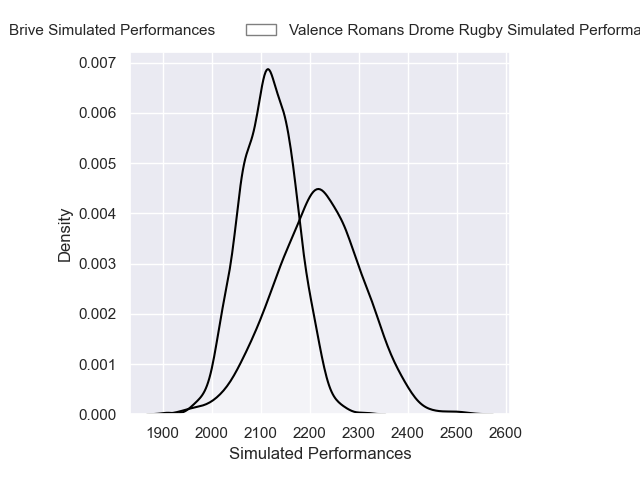 Brive Simulated Performances Valence Romans Drome Rugby Simulated Performa
0.007
0.006
0.005
0.004
0.003
0.002
0.001
0.000
Density
1900 2000 2100 2200 2300 2400 2500 2600
Simulated Performances